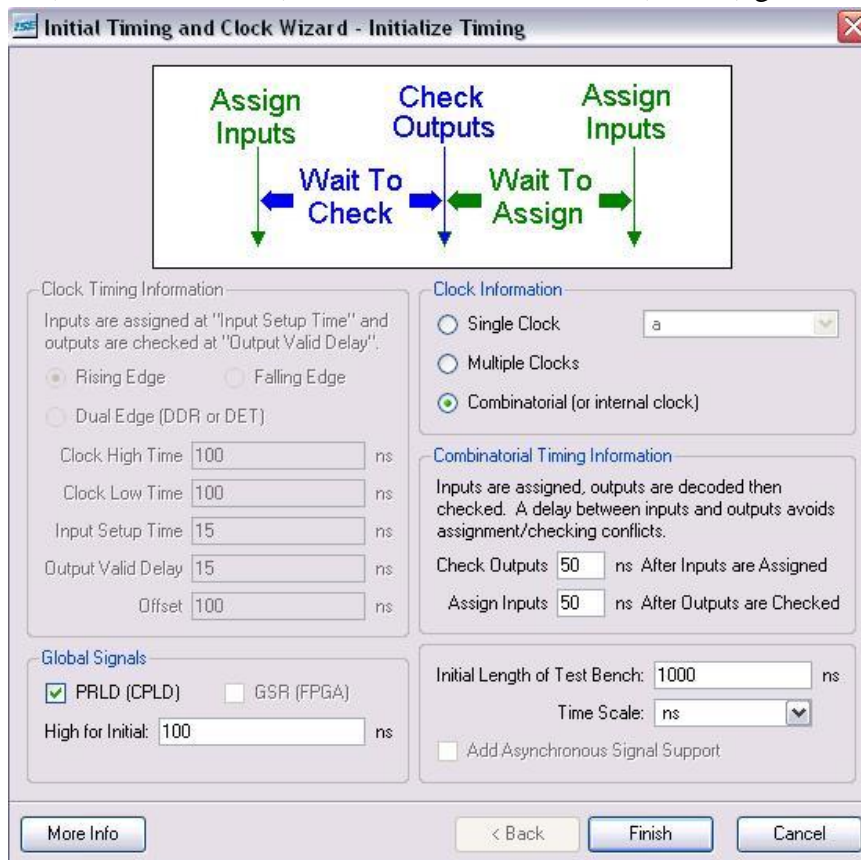 ISE Initial Timing and Clock Wizard - Initialize Timing
Assign Inputs
Check Outputs
Assign Inputs
Wait To Check
Wait To Assign
Clock Timing Information
Inputs are assigned at "Input Setup Time" and
outputs are checked at "Output Valid Delay".
Rising Edge Falling Edge
Dual Edge (DDR or DET)
Clock High Time 100 ns
Clock Low Time 100 ns
Input Setup Time 15 ns
Output Valid Delay 15 ns
Offset 100 ns
Global Signals
PRLD (CPLD) GSR (FPGA)
High for Initial: 100 ns
Clock Information
Single Clock a
Multiple Clocks
Combinatorial (or internal clock)
Combinatorial Timing Information
Inputs are assigned, outputs are decoded then
checked. A delay between inputs and outputs avoids
assignment/checking conflicts.
Check Outputs 50 ns After Inputs are Assigned
Assign Inputs 50 ns After Outputs are Checked
Initial Length of Test Bench: 1000 ns
Time Scale: ns
Add Asynchronous Signal Support
More Info < Back Finish Cancel